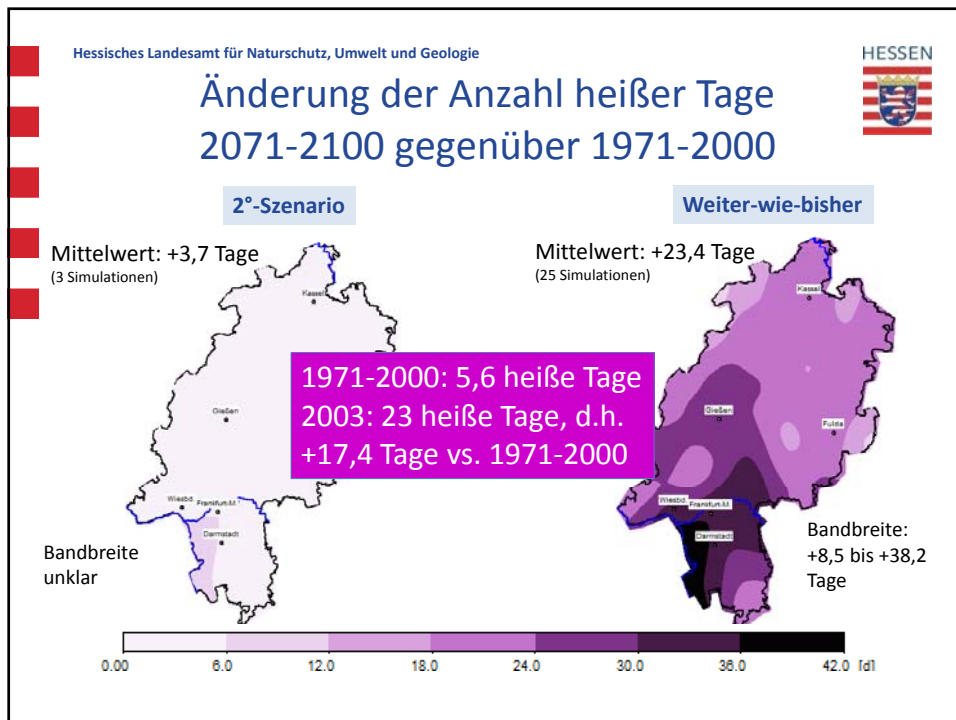 Hessisches Landesamt für Naturschutz, Umwelt und Geologie
HESSEN
Änderung der Anzahl heißer Tage
2071-2100 gegenüber 1971-2000
2°-Szenario
Mittelwert: +3,7 Tage
(3 Simulationen)
Kassel
Gießen
Wiesbd.
Frankfurt-M.
Darmstadt
Bandbreite
unklar
1971-2000: 5,6 heiße Tage
2003: 23 heiße Tage, d.h.
+17,4 Tage vs. 1971-2000
Weiter-wie-bisher
Mittelwert: +23,4 Tage
(25 Simulationen)
Kassel
Gießen
Fulda
Wiesbd.
Frankfurt-M.
Darmstadt
Bandbreite:
+8,5 bis +38,2
Tage
0.00 6.0 12.0 18.0 24.0 30.0 36.0 42.0 [d]